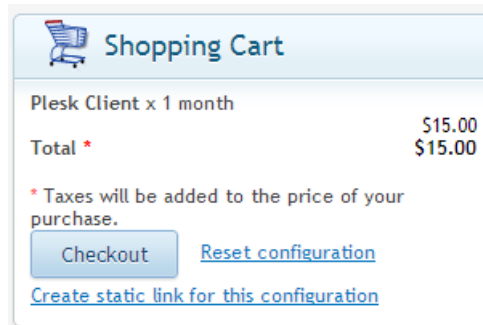 Shopping Cart
Plesk Client x 1 month
$15.00
Total * $15.00
* Taxes will be added to the price of your
purchase.
Checkout Reset configuration
Create static link for this configuration